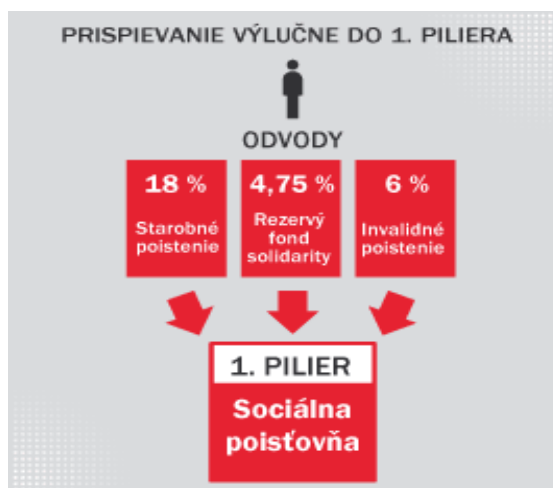 PRISPIEVANIE VÝLUČNE DO 1. PILIERA
ODVODY
18 %
Starobné
poistenie
4,75 %
Rezervý
fond
solidarity
6 %
Invalidné
poistenie
1. PILIER
Sociálna
poisťovňa